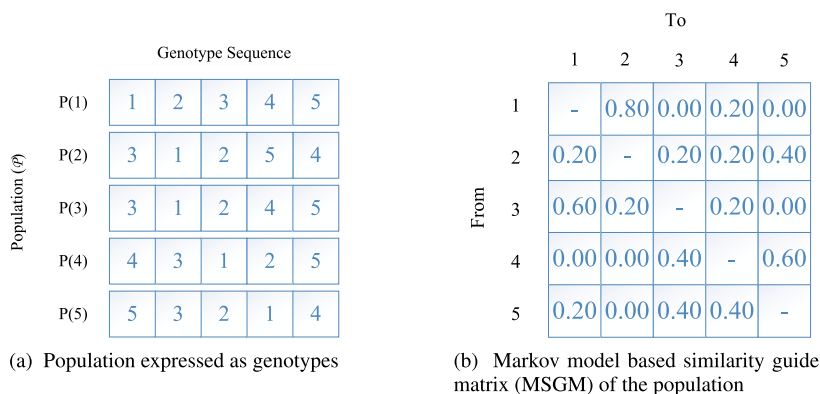 Genotype Sequence
Population (𝒫)
P(1) 1 2 3 4 5
P(2) 3 1 2 5 4
P(3) 3 1 2 4 5
P(4) 4 3 1 2 5
P(5) 5 3 2 1 4
(a) Population expressed as genotypes
To
From
1 2 3 4 5
1 - 0.80 0.00 0.20 0.00
2 0.20 - 0.20 0.20 0.40
3 0.60 0.20 - 0.20 0.00
4 0.00 0.00 0.40 - 0.60
5 0.20 0.00 0.40 0.40 -
(b) Markov model based similarity guide
matrix (MSGM) of the population